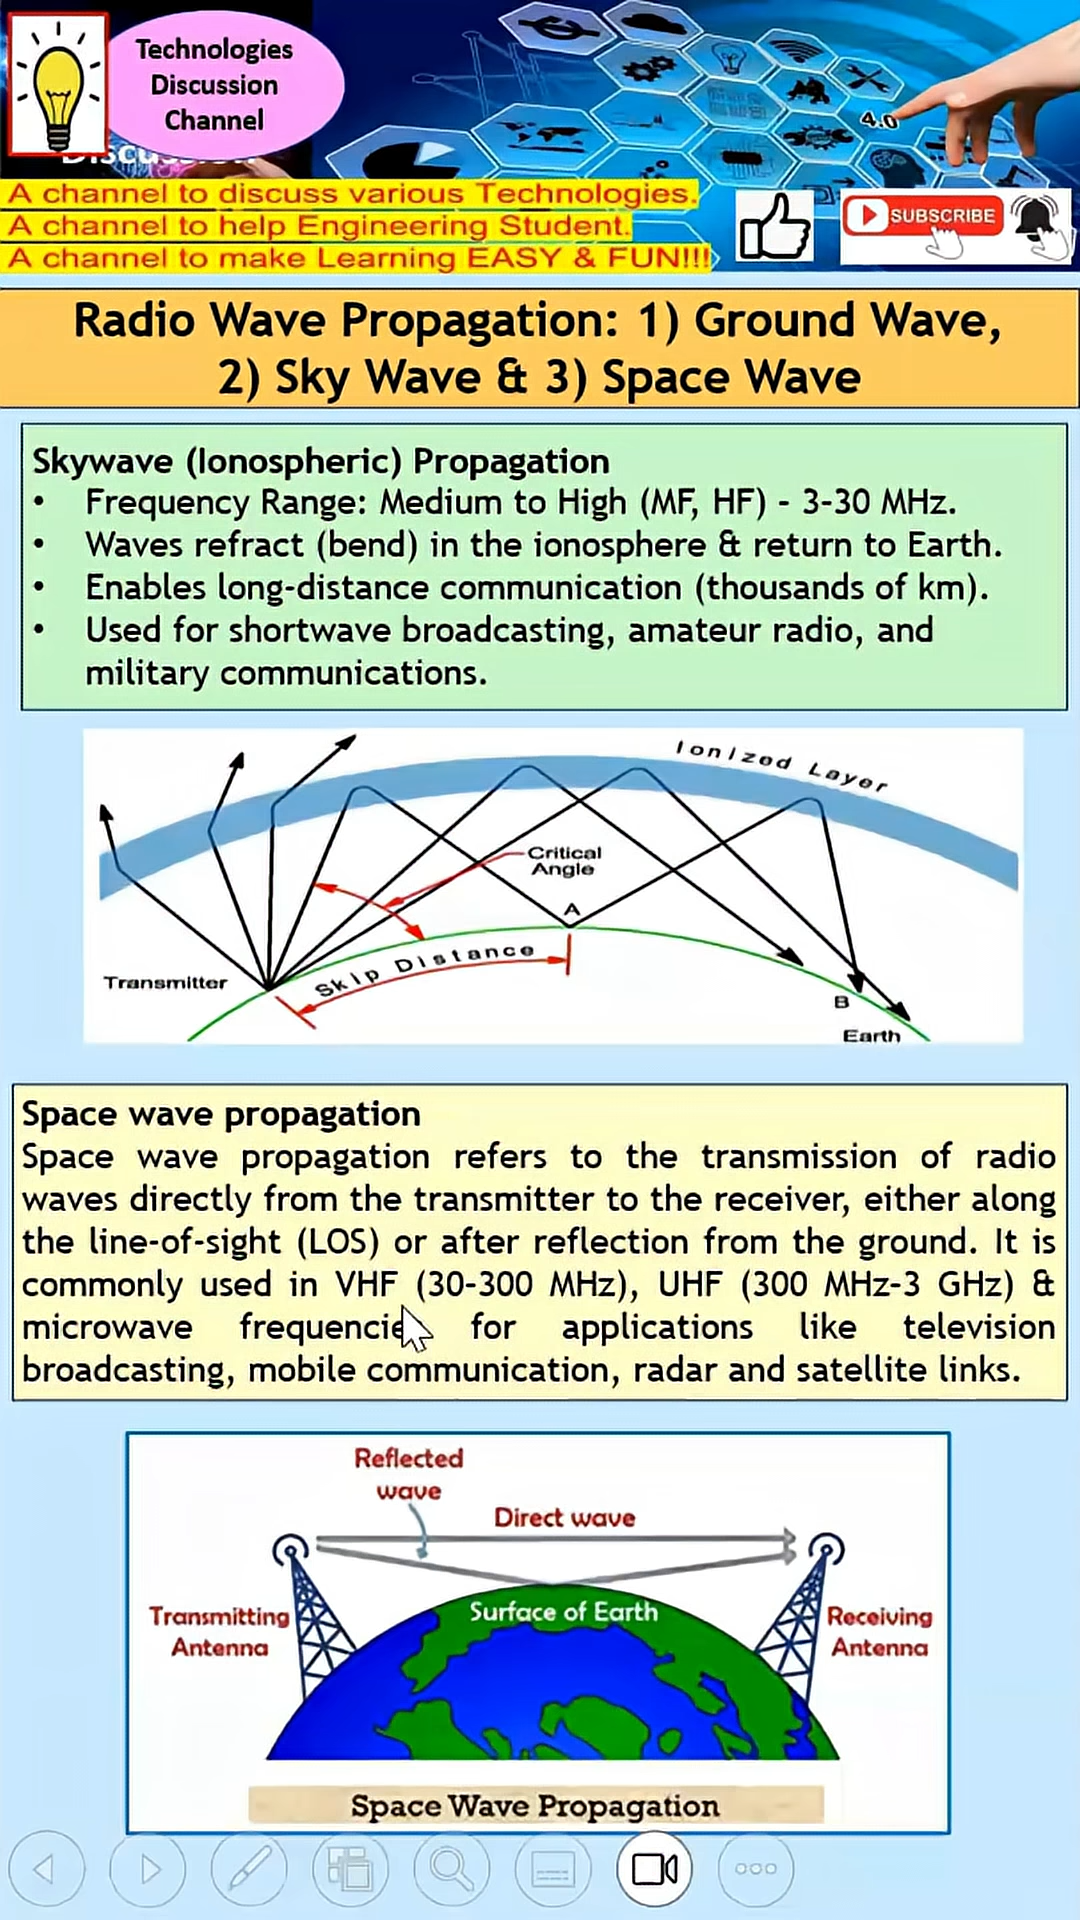 Technologies
Discussion
Channel
4.0
A channel to discuss various Technologies.
A channel to help Engineering Student.
A channel to make Learning EASY & FUN!!!
SUBSCRIBE
Radio Wave Propagation: 1) Ground Wave,
2) Sky Wave & 3) Space Wave
Skywave (Ionospheric) Propagation
• Frequency Range: Medium to High (MF, HF) - 3-30 MHz.
• Waves refract (bend) in the ionosphere & return to Earth.
• Enables long-distance communication (thousands of km).
• Used for shortwave broadcasting, amateur radio, and
military communications.
Ionized Layer
Critical
Angle
A
Skip Distance
Transmitter
B
Earth
Space wave propagation
Space wave propagation refers to the transmission of radio
waves directly from the transmitter to the receiver, either along
the line-of-sight (LOS) or after reflection from the ground. It is
commonly used in VHF (30-300 MHz), UHF (300 MHz-3 GHz) &
microwave frequencies for applications like television
broadcasting, mobile communication, radar and satellite links.
Reflected
wave
Direct wave
Surface of Earth
Transmitting
Antenna
Receiving
Antenna
Space Wave Propagation